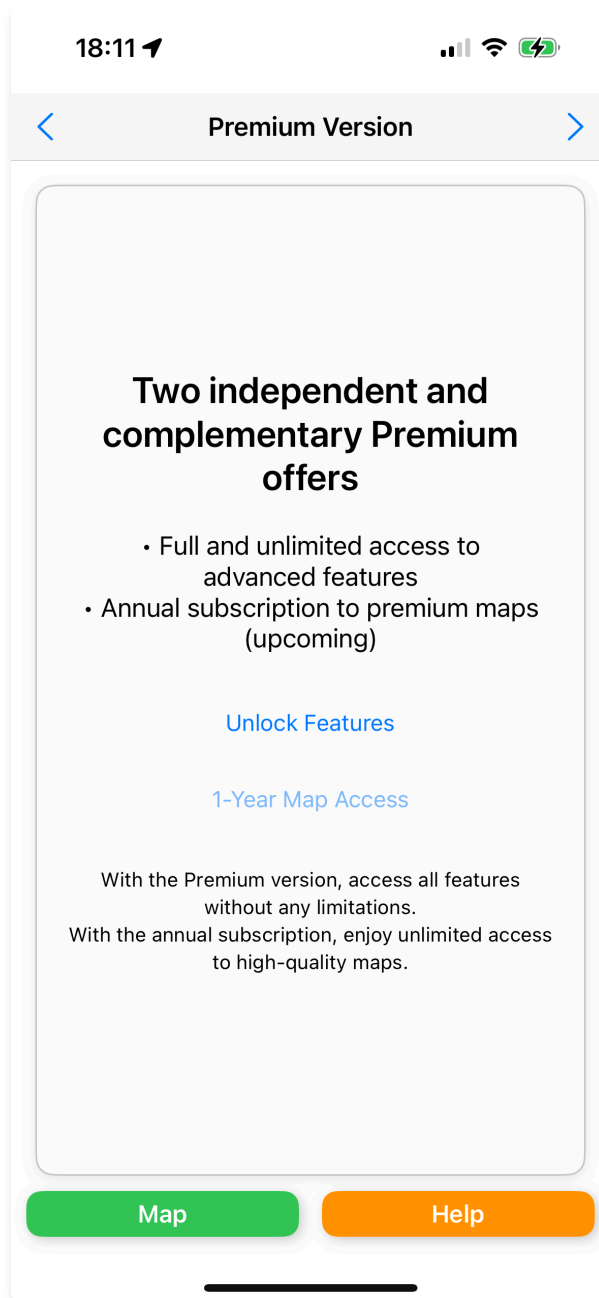 18:11
Premium Version
Two independent and
complementary Premium
offers
• Full and unlimited access to
advanced features
• Annual subscription to premium maps
(upcoming)
Unlock Features
1-Year Map Access
With the Premium version, access all features
without any limitations.
With the annual subscription, enjoy unlimited access
to high-quality maps.
Map
Help